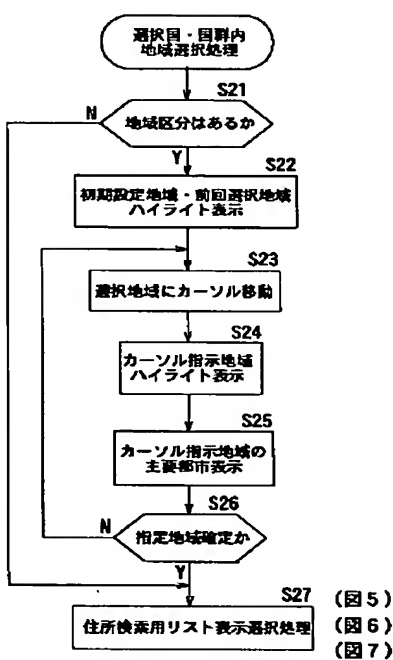 選択国・国群内
地域選択処理
S21
N
地域区分はあるか
Y
S22
初期設定地域・前回選択地域
ハイライト表示
S23
選択地域にカーソル移動
S24
カーソル指示地域
ハイライト表示
S25
カーソル指示地域の
主要都市表示
S26
N
指定地域確定か
Y
S27
住所検索用リスト表示選択処理
(図5)
(図6)
(図7)